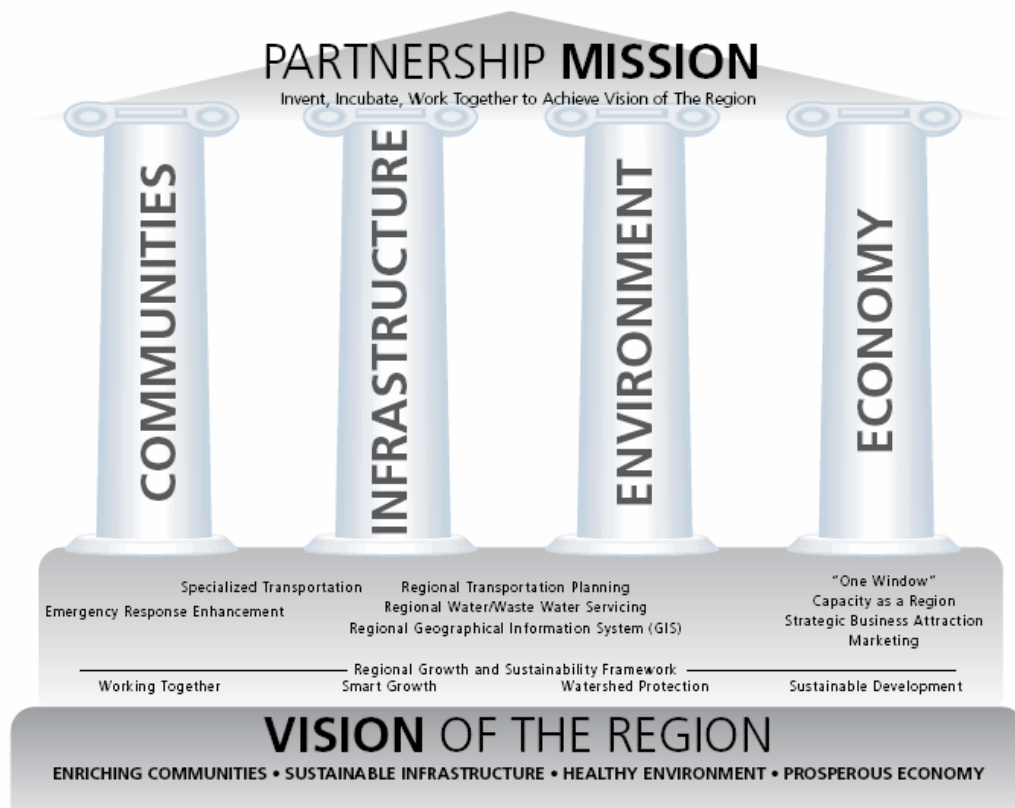 PARTNERSHIP MISSION
Invent, Incubate, Work Together to Achieve Vision of The Region
COMMUNITIES
INFRASTRUCTURE
ENVIRONMENT
ECONOMY
Specialized Transportation
Emergency Response Enhancement
Regional Transportation Planning
Regional Water/Waste Water Servicing
Regional Geographical Information System (GIS)
"One Window"
Capacity as a Region
Strategic Business Attraction
Marketing
Regional Growth and Sustainability Framework
Working Together
Smart Growth
Watershed Protection
Sustainable Development
VISION OF THE REGION
ENRICHING COMMUNITIES • SUSTAINABLE INFRASTRUCTURE • HEALTHY ENVIRONMENT • PROSPEROUS ECONOMY